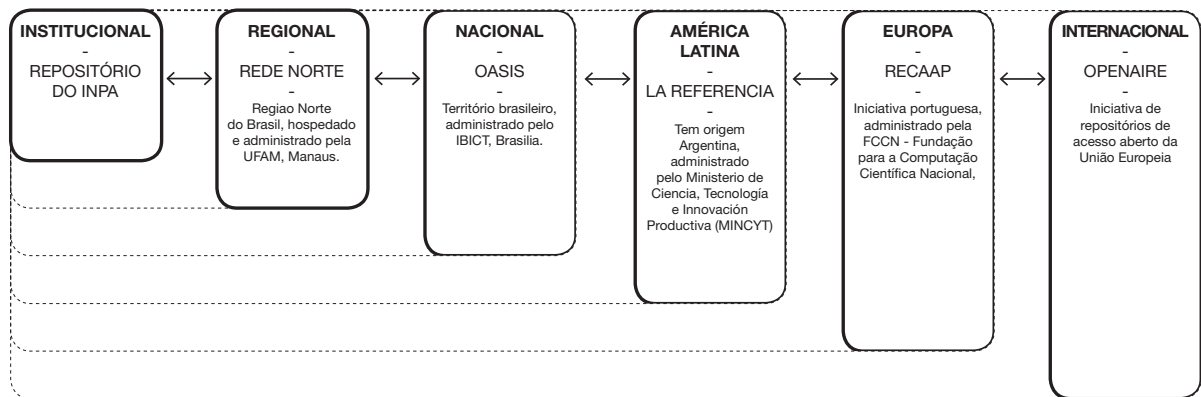 INSTITUCIONAL
-
REPOSITÓRIO
DO INPA
REGIONAL
-
REDE NORTE
-
Regiao Norte
do Brasil, hospedado
e administrado pela
UFAM, Manaus.
NACIONAL
-
OASIS
-
Território brasileiro,
administrado pelo
IBICT, Brasilia.
AMÉRICA
LATINA
-
LA REFERENCIA
-
Tem origem
Argentina,
administrado
pelo Ministerio de
Ciencia, Tecnología
e Innovación
Productiva (MINCYT)
EUROPA
-
RECAAP
-
Iniciativa portuguesa,
administrado pela
FCCN - Fundação
para a Computação
Científica Nacional,
INTERNACIONAL
-
OPENAIRE
-
Iniciativa de
repositórios de
acesso aberto da
União Europeia